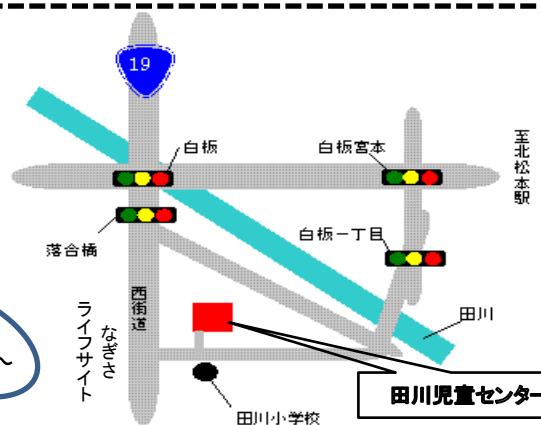 19
白板
白板宮本
至北松本駅
落合橋
白板一丁目
西街道
なぎさ
ライフサイト
田川
田川児童センター
田川小学校
～